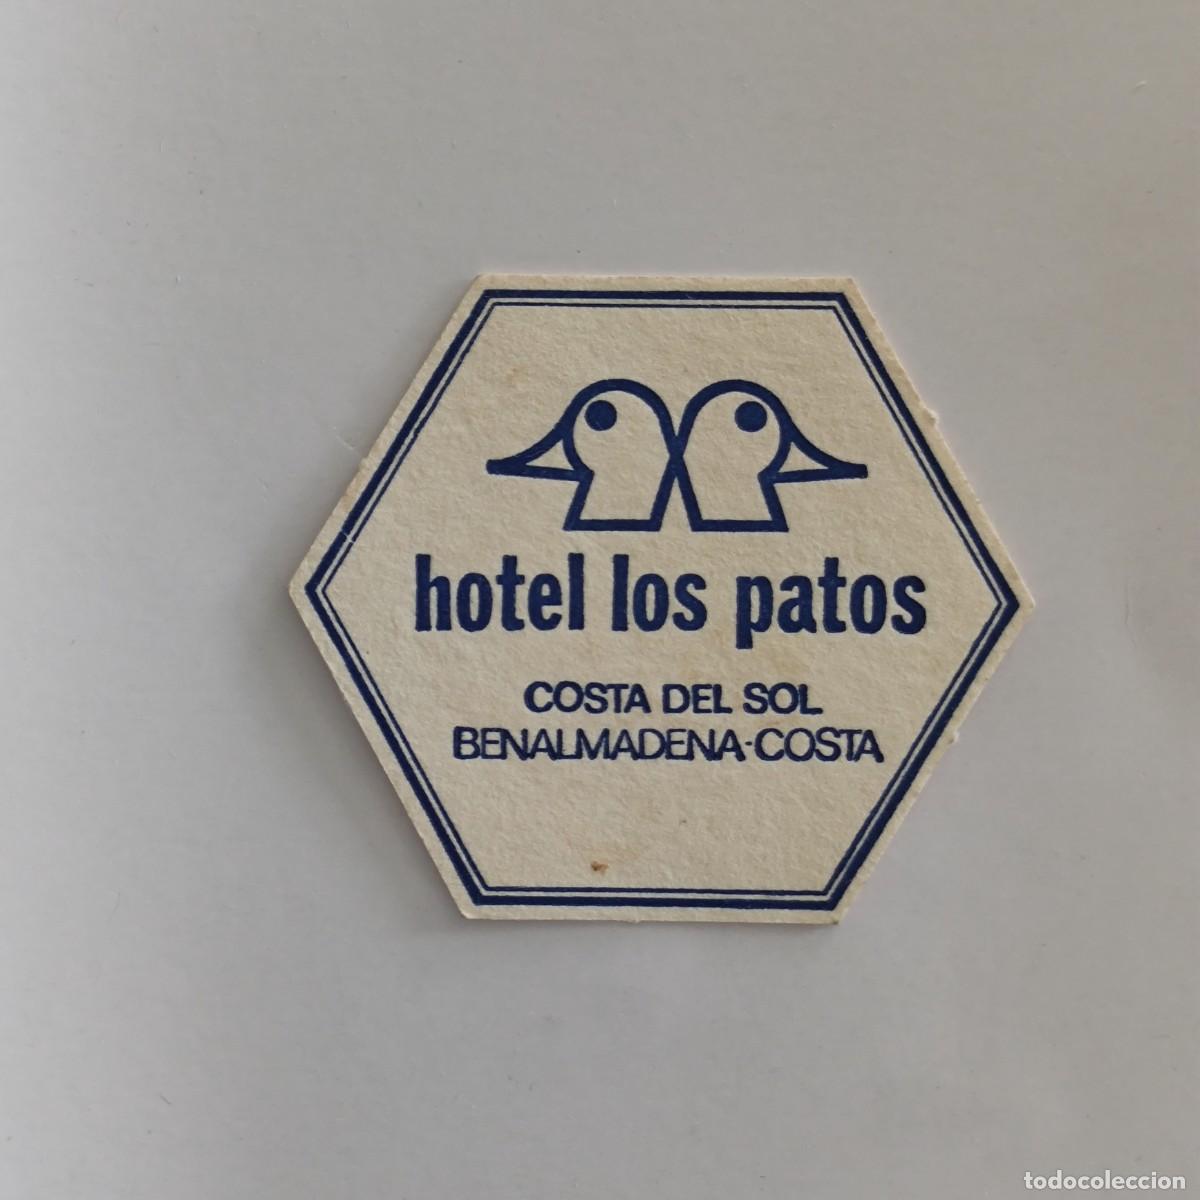 hotel los patos
COSTA DEL SOL
BENALMADENA-COSTA
todocoleccion